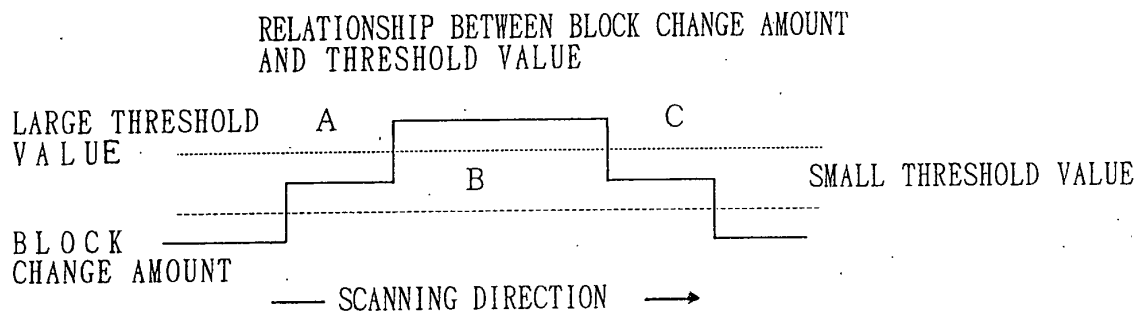 RELATIONSHIP BETWEEN BLOCK CHANGE AMOUNT
AND THRESHOLD VALUE
LARGE THRESHOLD
VALUE
A
C
B
SMALL THRESHOLD VALUE
BLOCK
CHANGE AMOUNT
SCANNING DIRECTION